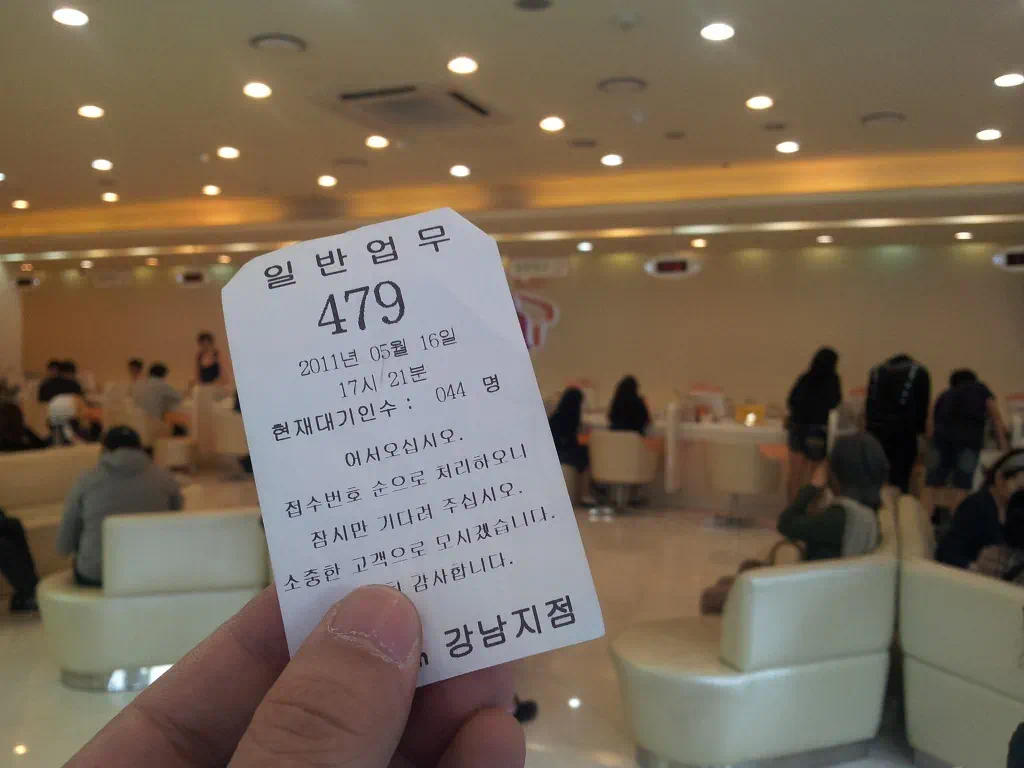 일반업무
479
2011년 05월 16일
17시 21분
현재대기인수 : 044 명
어서오십시오.
접수번호 순으로 처리하오니
잠시만 기다려 주십시오.
소중한 고객으로 모시겠습니다.
감사합니다.
강남지점